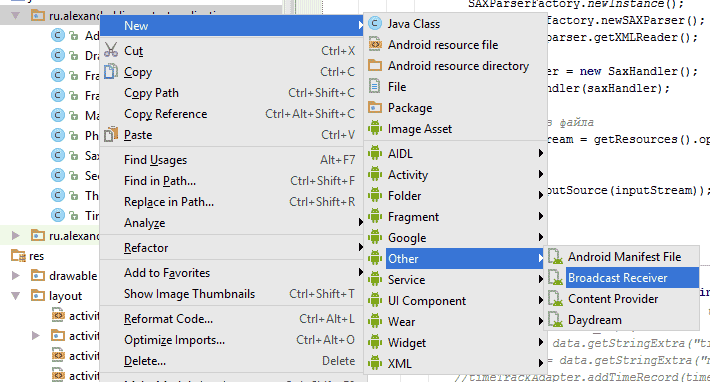 ru.alexand
New
Cut Ctrl+X
Copy Ctrl+C
Copy Path Ctrl+Shift+C
Copy Reference Ctrl+Alt+Shift+C
Paste Ctrl+V
Find Usages Alt+F7
Find in Path... Ctrl+Shift+F
Replace in Path... Ctrl+Shift+R
Analyze
Refactor
Add to Favorites
Show Image Thumbnails Ctrl+Shift+T
Reformat Code... Ctrl+Alt+L
Optimize Imports... Ctrl+Alt+O
Delete... Delete
Java Class
Android resource file
Android resource directory
File
Package
Image Asset
AIDL
Activity
Folder
Fragment
Google
Other
Service
UI Component
Wear
Widget
XML
Android Manifest File
Broadcast Receiver
Content Provider
Daydream
Ad
Dra
Fra
Fra
Ma
Ph
Sax
Sec
Th
Tin
ru.alexan
res
drawable
layout
activit
activit
activit
activit
SAXParserFactory.newInstance();
actory.newSAXParser();
parser.getXMLReader();
er = new SaxHandler();
ndler(saxHandler);
з файла
ream = getResources().op
putSource(inputStream));
in
data.getStringExtra("ti
= data.getStringExtra("m
//timeTrackAdapter.addTimeRecord(time